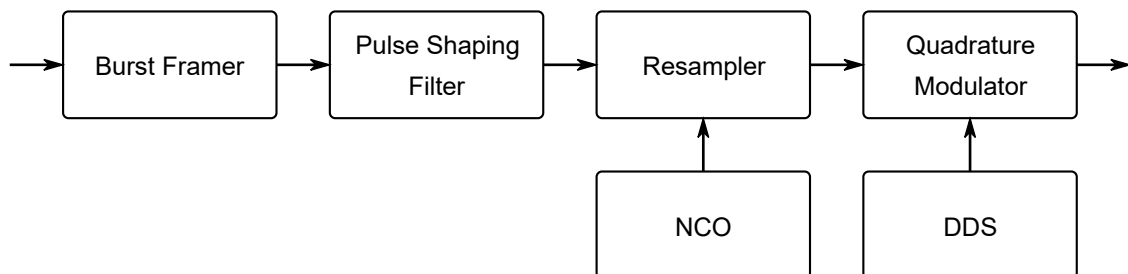 Burst Framer
Pulse Shaping
Filter
Resampler
Quadrature
Modulator
NCO
DDS